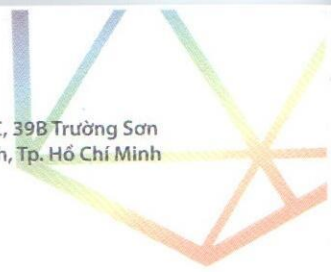 , 39B Trường Sơn
h, Tp. Hồ Chí Minh